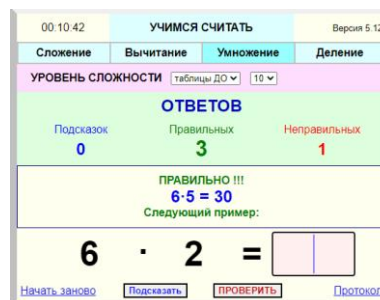 00:10:42 УЧИМСЯ СЧИТАТЬ Версия 5.12
Сложение Вычитание Умножение Деление
УРОВЕНЬ СЛОЖНОСТИ таблицы ДО 10
ОТВЕТОВ
Подсказок Правильных Неправильных
0 3 1
ПРАВИЛЬНО !!!
6·5 = 30
Следующий пример:
6 · 2 =
Начать заново Подсказать ПРОВЕРИТЬ Протокол